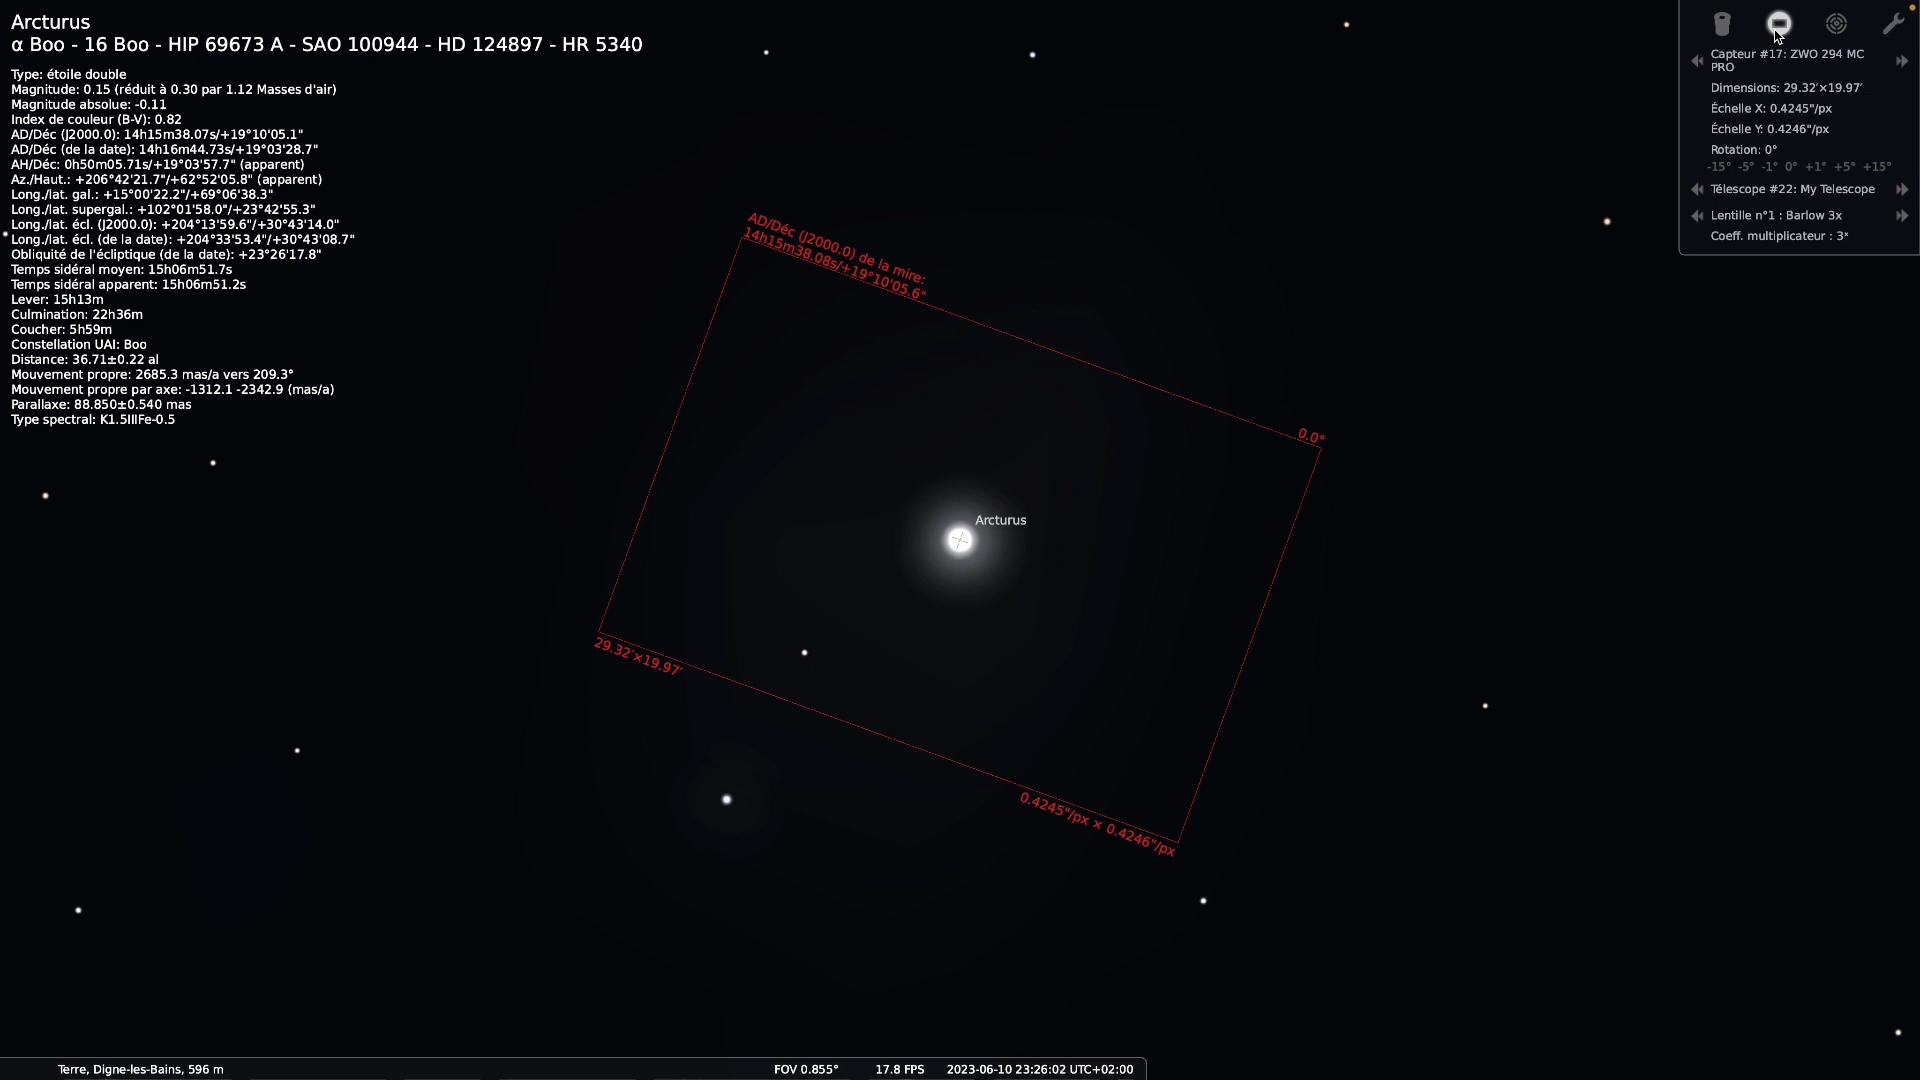 Arcturus
α Boo - 16 Boo - HIP 69673 A - SAO 100944 - HD 124897 - HR 5340
Type: étoile double
Magnitude: 0.15 (réduit à 0.30 par 1.12 Masses d'air)
Magnitude absolue: -0.11
Index de couleur (B-V): 0.82
AD/Déc (J2000.0): 14h15m38.07s/+19°10'05.1"
AD/Déc (de la date): 14h16m44.73s/+19°03'28.7"
AH/Déc: 0h50m05.71s/+19°03'57.7" (apparent)
Az./Haut.: +206°42'21.7"/+62°52'05.8" (apparent)
Long./lat. gal.: +15°00'22.2"/+69°06'38.3"
Long./lat. supergal.: +102°01'58.0"/+23°42'55.3"
Long./lat. écl. (J2000.0): +204°13'59.6"/+30°43'14.0"
Long./lat. écl. (de la date): +204°33'53.4"/+30°43'08.7"
Obliquité de l'écliptique (de la date): +23°26'17.8"
Temps sidéral moyen: 15h06m51.7s
Temps sidéral apparent: 15h06m51.2s
Lever: 15h13m
Culmination: 22h36m
Coucher: 5h59m
Constellation UAI: Boo
Distance: 36.71±0.22 al
Mouvement propre: 2685.3 mas/a vers 209.3°
Mouvement propre par axe: -1312.1 -2342.9 (mas/a)
Parallaxe: 88.850±0.540 mas
Type spectral: K1.5IIIFe-0.5
Capteur #17: ZWO 294 MC
PRO
Dimensions: 29.32′×19.97′
Échelle X: 0.4245"/px
Échelle Y: 0.4246"/px
Rotation: 0°
-15° -5° -1° 0° +1° +5° +15°
Télescope #22: My Telescope
Lentille n°1 : Barlow 3x
Coeff. multiplicateur : 3ˣ
AD/Déc (J2000.0) de la mire:
14h15m38.08s/+19°10'05.6"
0.0°
Arcturus
29.32′×19.97′
0.4245"/px × 0.4246"/px
Terre, Digne-les-Bains, 596 m
FOV 0.855°
17.8 FPS
2023-06-10 23:26:02 UTC+02:00